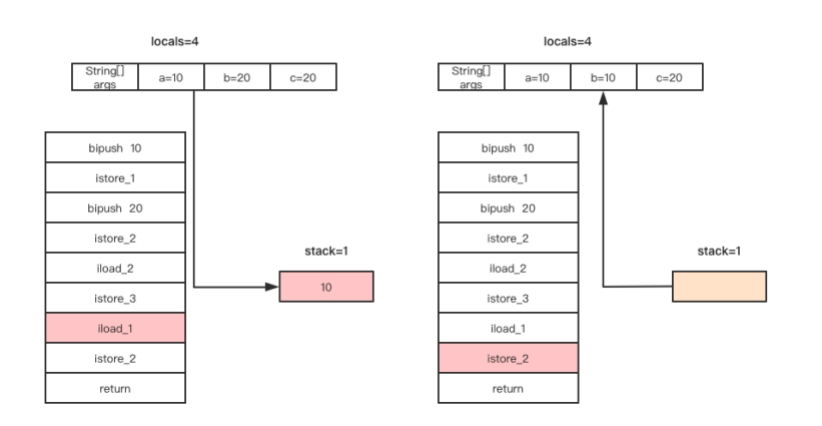 locals=4
String[]
args
a=10
b=20
c=20
bipush 10
istore_1
bipush 20
istore_2
iload_2
istore_3
iload_1
istore_2
return
stack=1
10
locals=4
String[]
args
a=10
b=10
c=20
bipush 10
istore_1
bipush 20
istore_2
iload_2
istore_3
iload_1
istore_2
return
stack=1